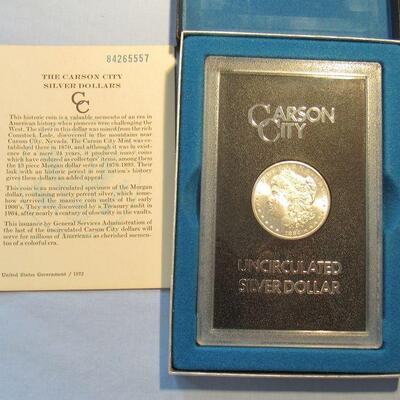 84265557
THE CARSON CITY
SILVER DOLLARS
CC
This historic coin is a valuable memento of an era in
American history when pioneers were challenging the
West. The silver in this dollar was mined from the rich
Comstock Lode, discovered in the mountains near
Carson City, Nevada. The Carson City Mint was es-
tablished there in 1870, and although it was in existence
for a mere 24 years, it produced many coins
which have endured as collectors' items, among them
the 13 piece Morgan dollar series of 1878-1893. Their
link with an historic period in our nation's history
gives these dollars an added appeal.
This coin is an uncirculated specimen of the Morgan
dollar, containing ninety percent silver, which some-
how survived the massive coin melts of the early
1900's. They were discovered by a Treasury audit in
1964, after nearly a century of obscurity in the vaults.
This issuance by General Services Administration of
the last of the uncirculated Carson City dollars will
serve for millions of Americans as cherished memen-
tos of a colorful era.
United States Government / 1972
CARSON
CITY
UNCIRCULATED
SILVER DOLLAR